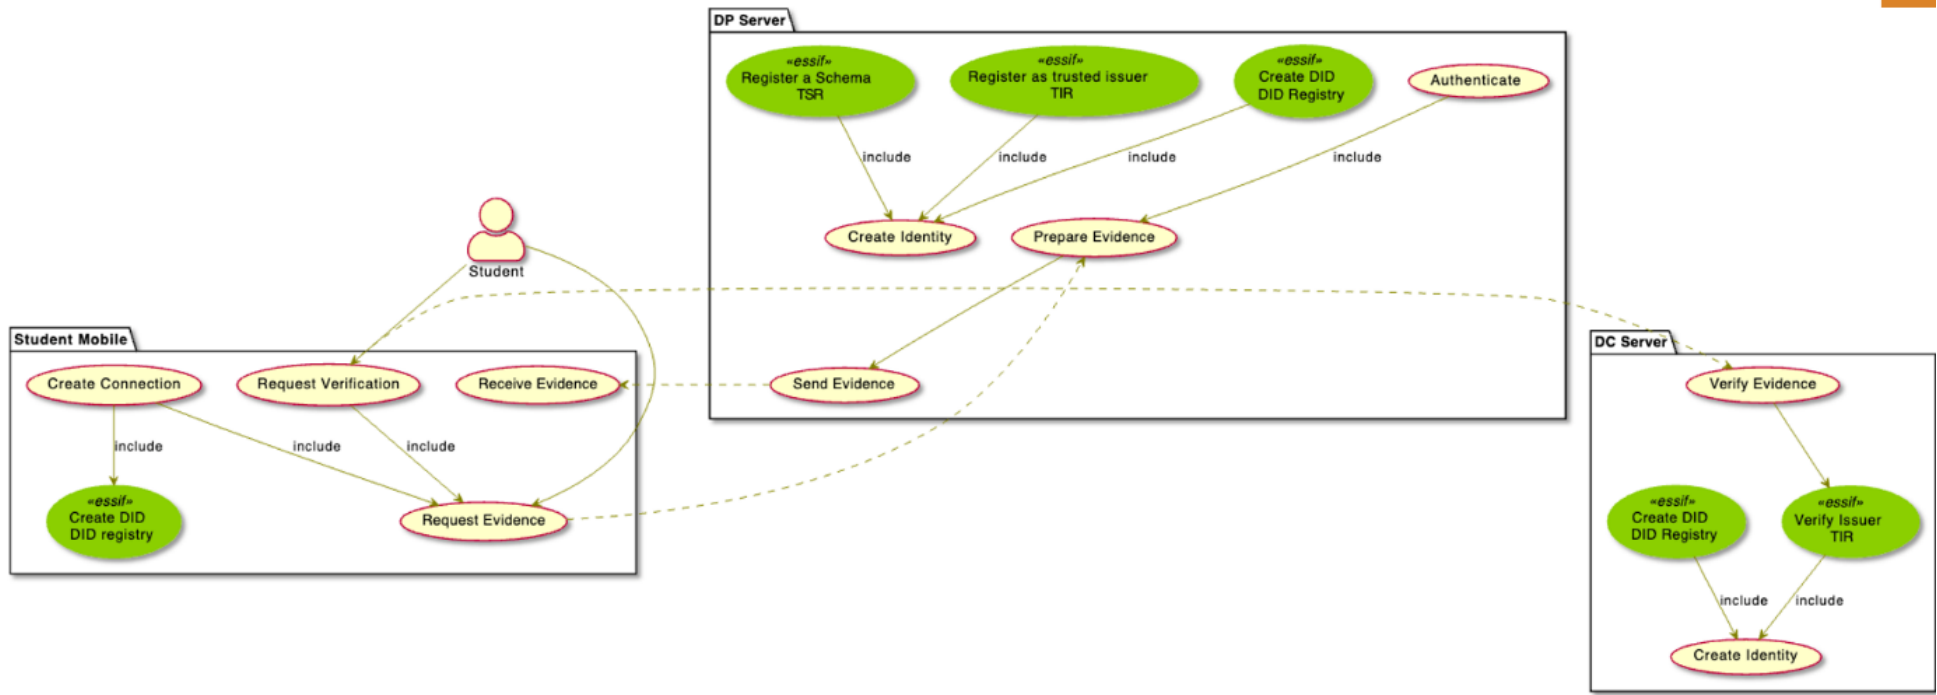 DP Server
«essif»
Register a Schema
TSR
«essif»
Register as trusted issuer
TIR
«essif»
Create DID
DID Registry
Authenticate
include
include
include
include
Create Identity
Prepare Evidence
Student
Send Evidence
Student Mobile
Create Connection
Request Verification
Receive Evidence
include
include
include
«essif»
Create DID
DID registry
Request Evidence
DC Server
Verify Evidence
«essif»
Create DID
DID Registry
«essif»
Verify Issuer
TIR
include
include
Create Identity